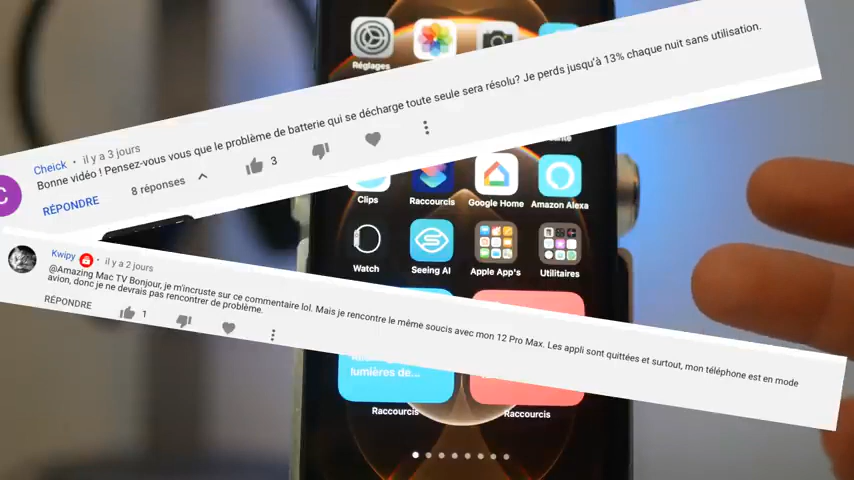 Réglages
Cheick • il y a 3 jours
Bonne vidéo ! Pensez-vous vous que le problème de batterie qui se décharge toute seule sera résolu? Je perds jusqu'à 13% chaque nuit sans utilisation.
3
8 réponses
RÉPONDRE
C
Clips
Raccourcis
Google Home
Amazon Alexa
Watch
Seeing AI
Apple App's
Utilitaires
Kwipy • il y a 2 jours
@Amazing Mac TV Bonjour, je m'incruste sur ce commentaire lol. Mais je rencontre le même soucis avec mon 12 Pro Max. Les appli sont quittées et surtout, mon téléphone est en mode
avion, donc je ne devrais pas rencontrer de problème.
RÉPONDRE
1
lumières de...
Raccourcis
Raccourcis